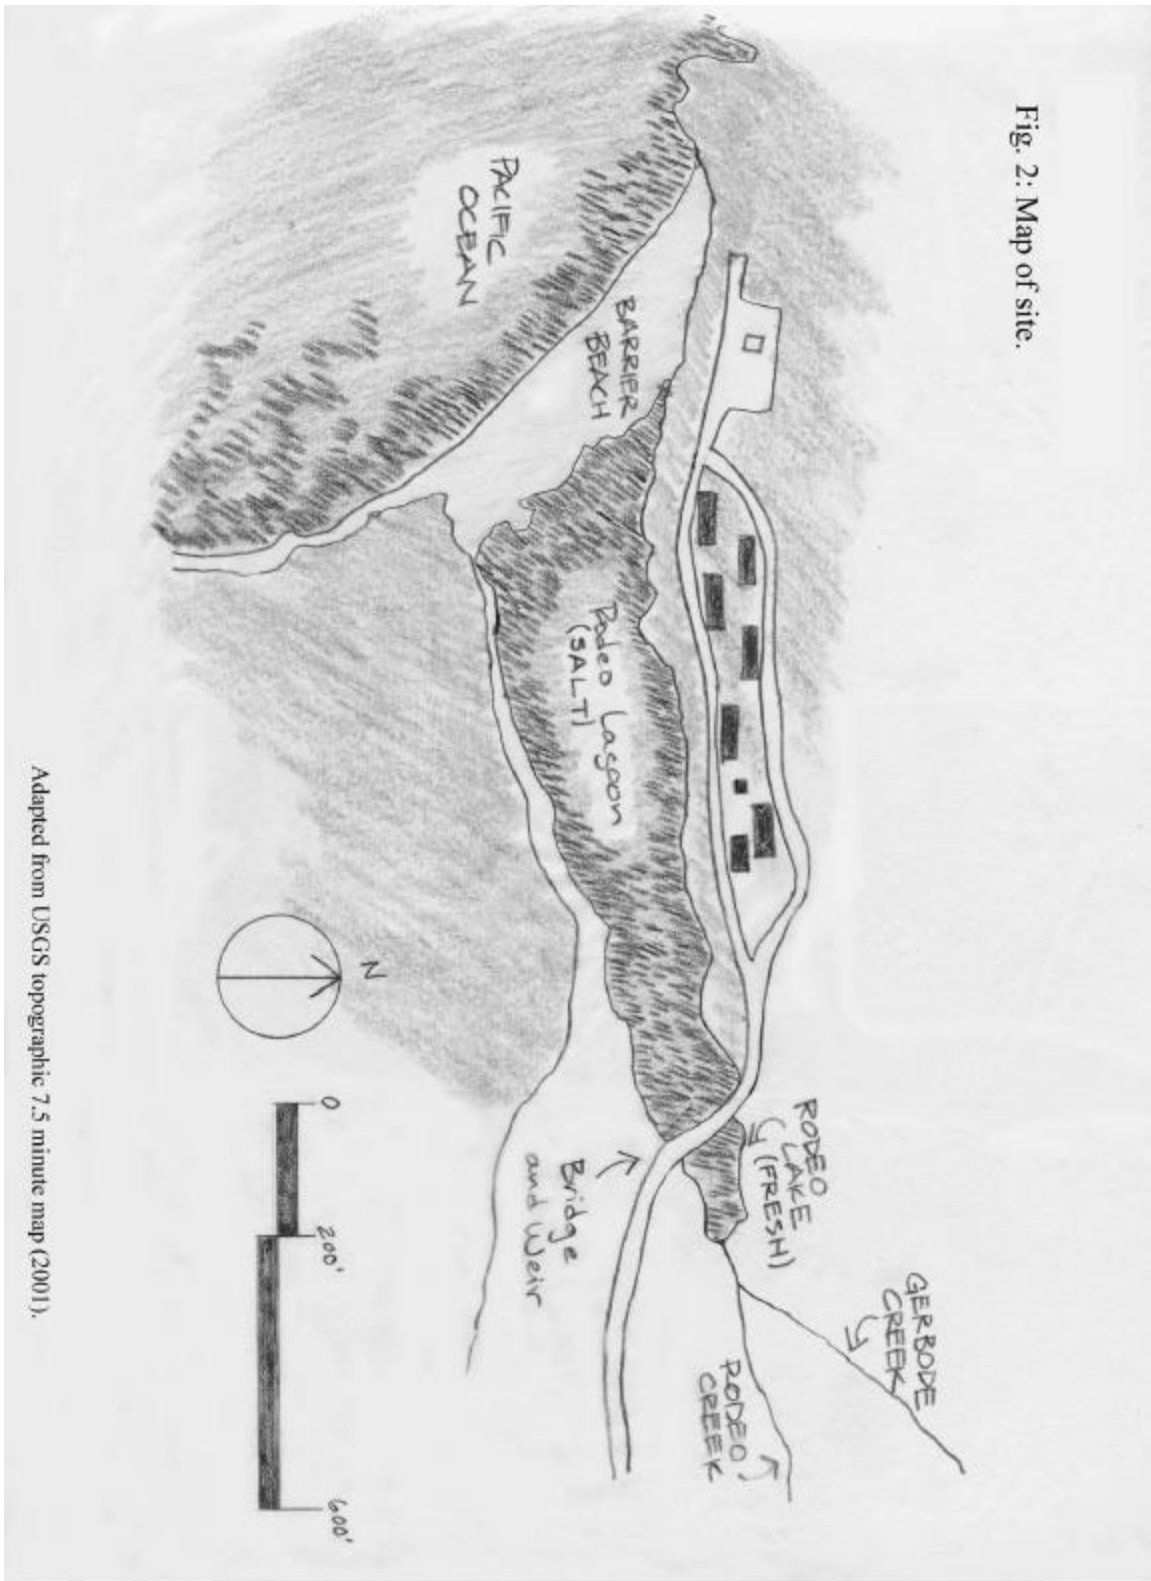 Fig. 2: Map of site.
PACIFIC
OCEAN
BARRIER
BEACH
Rodeo Lagoon
(SALT)
RODEO
LAKE
(FRESH)
GERBODE
CREEK
RODEO
CREEK
Bridge
and Weir
N
0
200'
600'
Adapted from USGS topographic 7.5 minute map (2001).